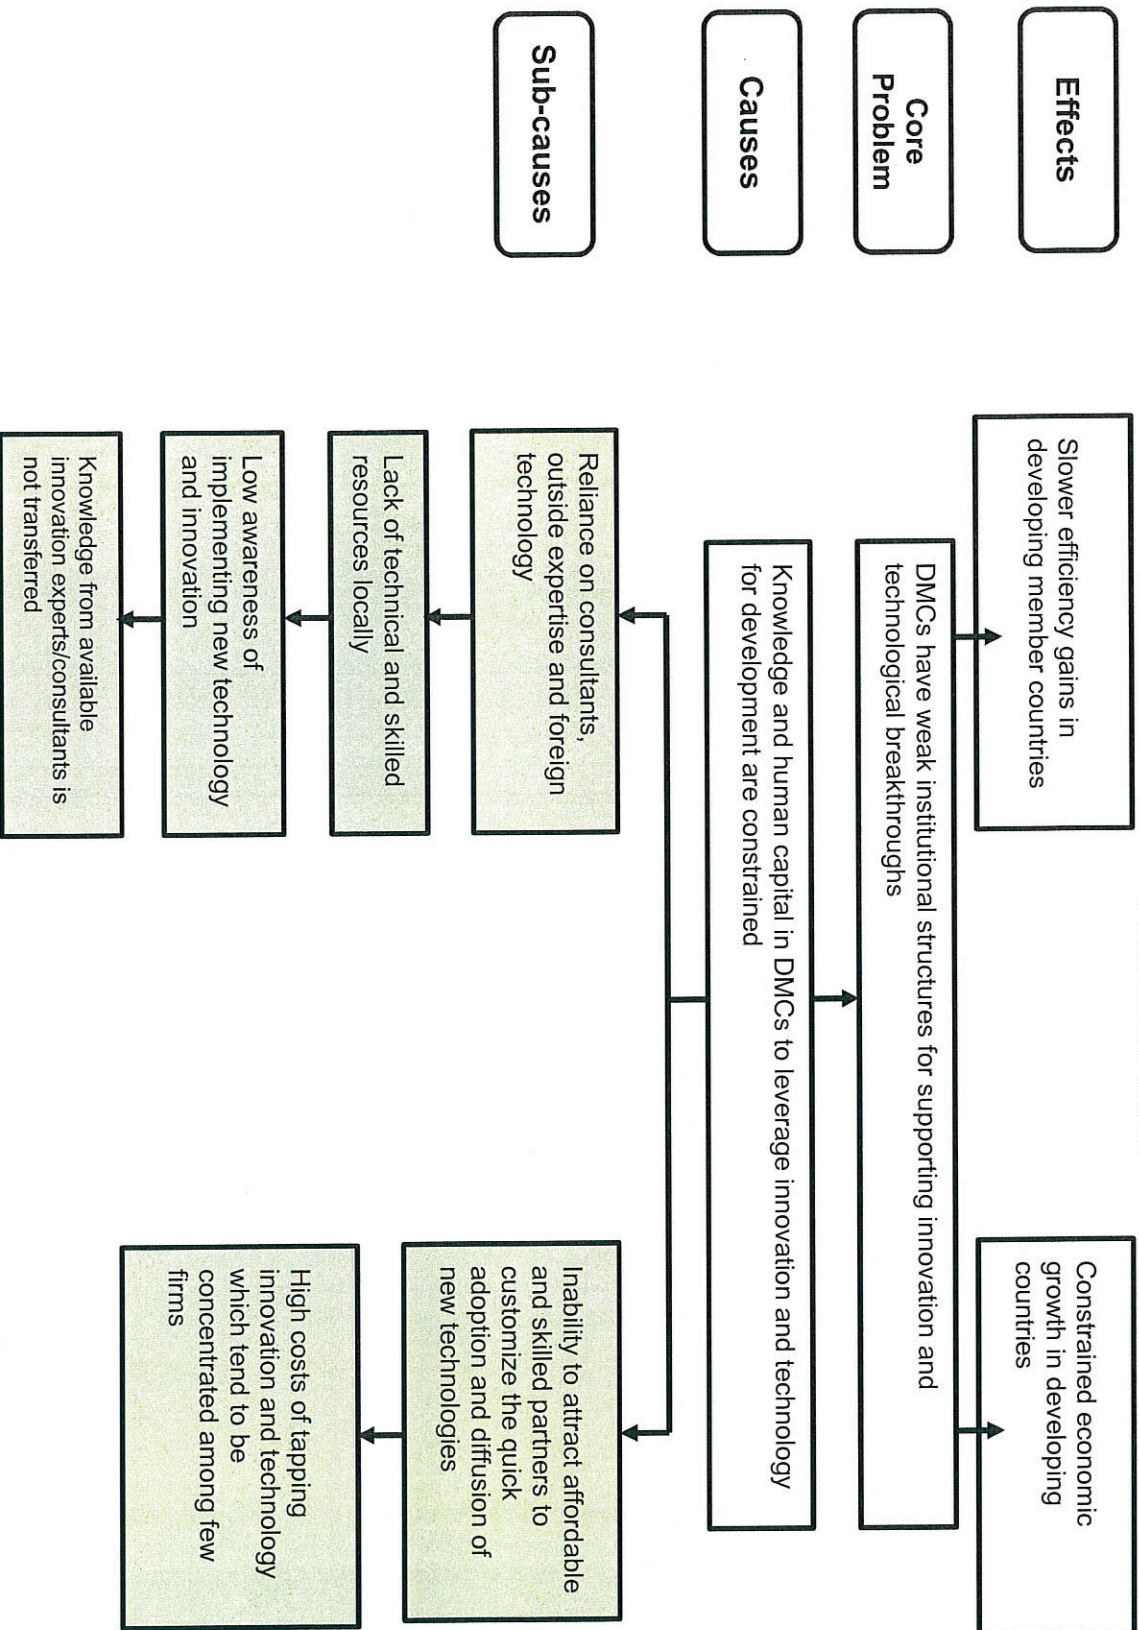 Effects
Slower efficiency gains in
developing member countries
Constrained economic
growth in developing
countries
Core
Problem
DMCs have weak institutional structures for supporting innovation and
technological breakthroughs
Causes
Knowledge and human capital in DMCs to leverage innovation and technology
for development are constrained
Sub-causes
Reliance on consultants,
outside expertise and foreign
technology
Lack of technical and skilled
resources locally
Low awareness of
implementing new technology
and innovation
Knowledge from available
innovation experts/consultants is
not transferred
Inability to attract affordable
and skilled partners to
customize the quick
adoption and diffusion of
new technologies
High costs of tapping
innovation and technology
which tend to be
concentrated among few
firms